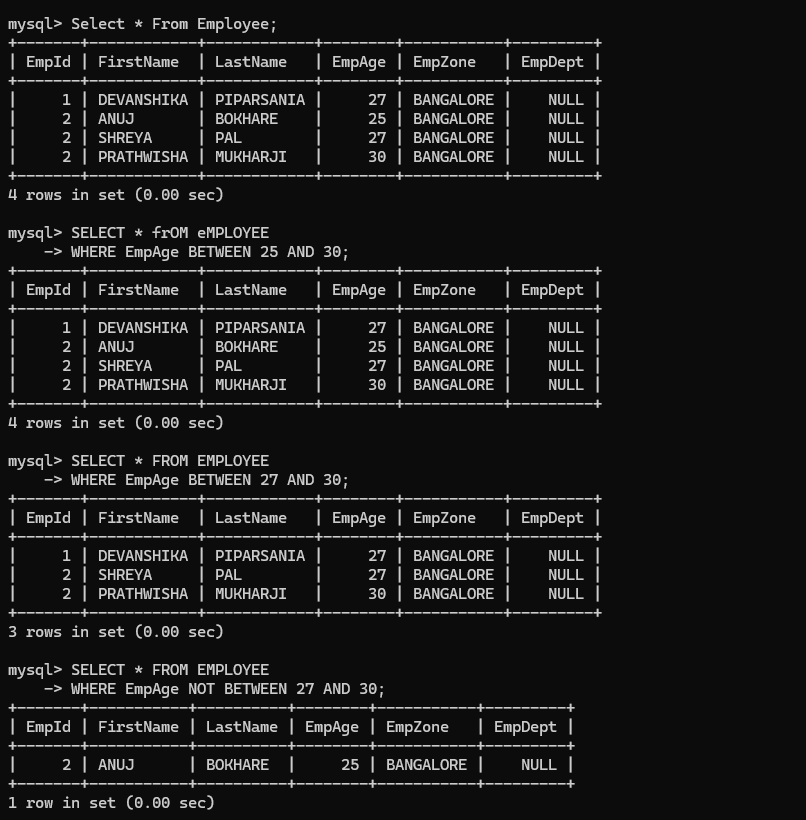 mysql> Select * From Employee;
+-------+------------+------------+--------+-----------+---------+
| EmpId | FirstName  | LastName   | EmpAge | EmpZone   | EmpDept |
+-------+------------+------------+--------+-----------+---------+
|     1 | DEVANSHIKA | PIPARSANIA |     27 | BANGALORE |    NULL |
|     2 | ANUJ       | BOKHARE    |     25 | BANGALORE |    NULL |
|     2 | SHREYA     | PAL        |     27 | BANGALORE |    NULL |
|     2 | PRATHWISHA | MUKHARJI   |     30 | BANGALORE |    NULL |
+-------+------------+------------+--------+-----------+---------+
4 rows in set (0.00 sec)

mysql> SELECT * frOM eMPLOYEE
    -> WHERE EmpAge BETWEEN 25 AND 30;
+-------+------------+------------+--------+-----------+---------+
| EmpId | FirstName  | LastName   | EmpAge | EmpZone   | EmpDept |
+-------+------------+------------+--------+-----------+---------+
|     1 | DEVANSHIKA | PIPARSANIA |     27 | BANGALORE |    NULL |
|     2 | ANUJ       | BOKHARE    |     25 | BANGALORE |    NULL |
|     2 | SHREYA     | PAL        |     27 | BANGALORE |    NULL |
|     2 | PRATHWISHA | MUKHARJI   |     30 | BANGALORE |    NULL |
+-------+------------+------------+--------+-----------+---------+
4 rows in set (0.00 sec)

mysql> SELECT * FROM EMPLOYEE
    -> WHERE EmpAge BETWEEN 27 AND 30;
+-------+------------+------------+--------+-----------+---------+
| EmpId | FirstName  | LastName   | EmpAge | EmpZone   | EmpDept |
+-------+------------+------------+--------+-----------+---------+
|     1 | DEVANSHIKA | PIPARSANIA |     27 | BANGALORE |    NULL |
|     2 | SHREYA     | PAL        |     27 | BANGALORE |    NULL |
|     2 | PRATHWISHA | MUKHARJI   |     30 | BANGALORE |    NULL |
+-------+------------+------------+--------+-----------+---------+
3 rows in set (0.00 sec)

mysql> SELECT * FROM EMPLOYEE
    -> WHERE EmpAge NOT BETWEEN 27 AND 30;
+-------+-----------+----------+--------+-----------+---------+
| EmpId | FirstName | LastName | EmpAge | EmpZone   | EmpDept |
+-------+-----------+----------+--------+-----------+---------+
|     2 | ANUJ      | BOKHARE  |     25 | BANGALORE |    NULL |
+-------+-----------+----------+--------+-----------+---------+
1 row in set (0.00 sec)